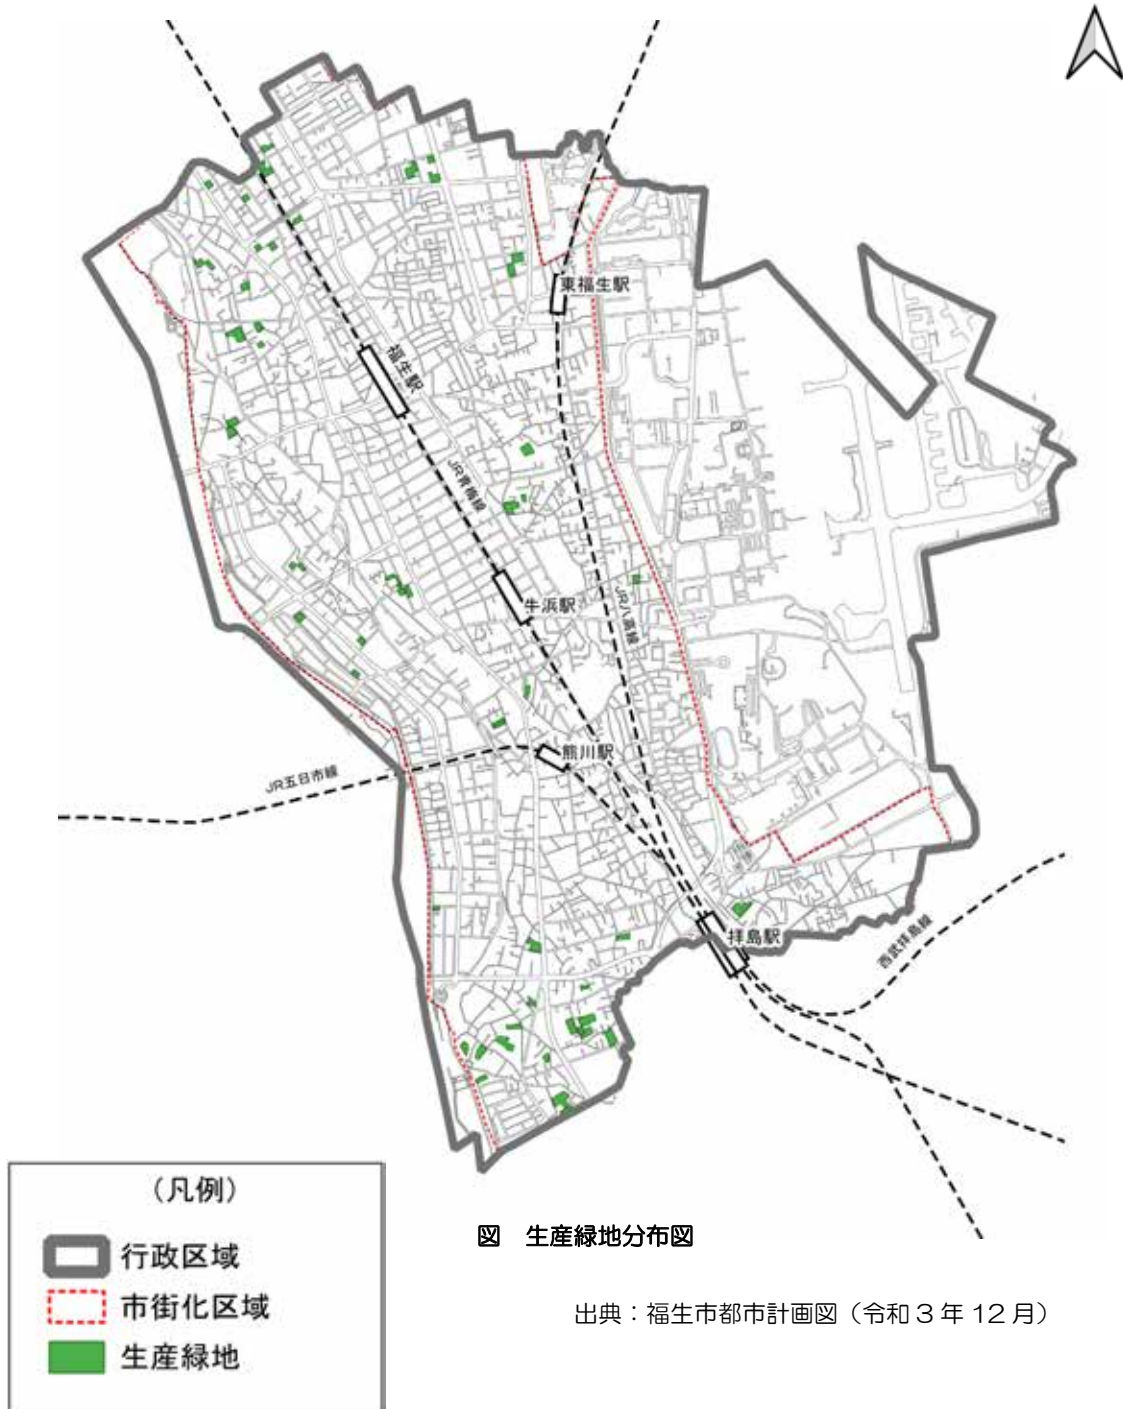 東福生駅
福生駅
JR青梅線
牛浜駅
JR八高線
熊川駅
JR五日市線
拝島駅
西武拝島線
（凡例）
行政区域
市街化区域
生産緑地
図　生産緑地分布図
出典：福生市都市計画図（令和３年 12 月）